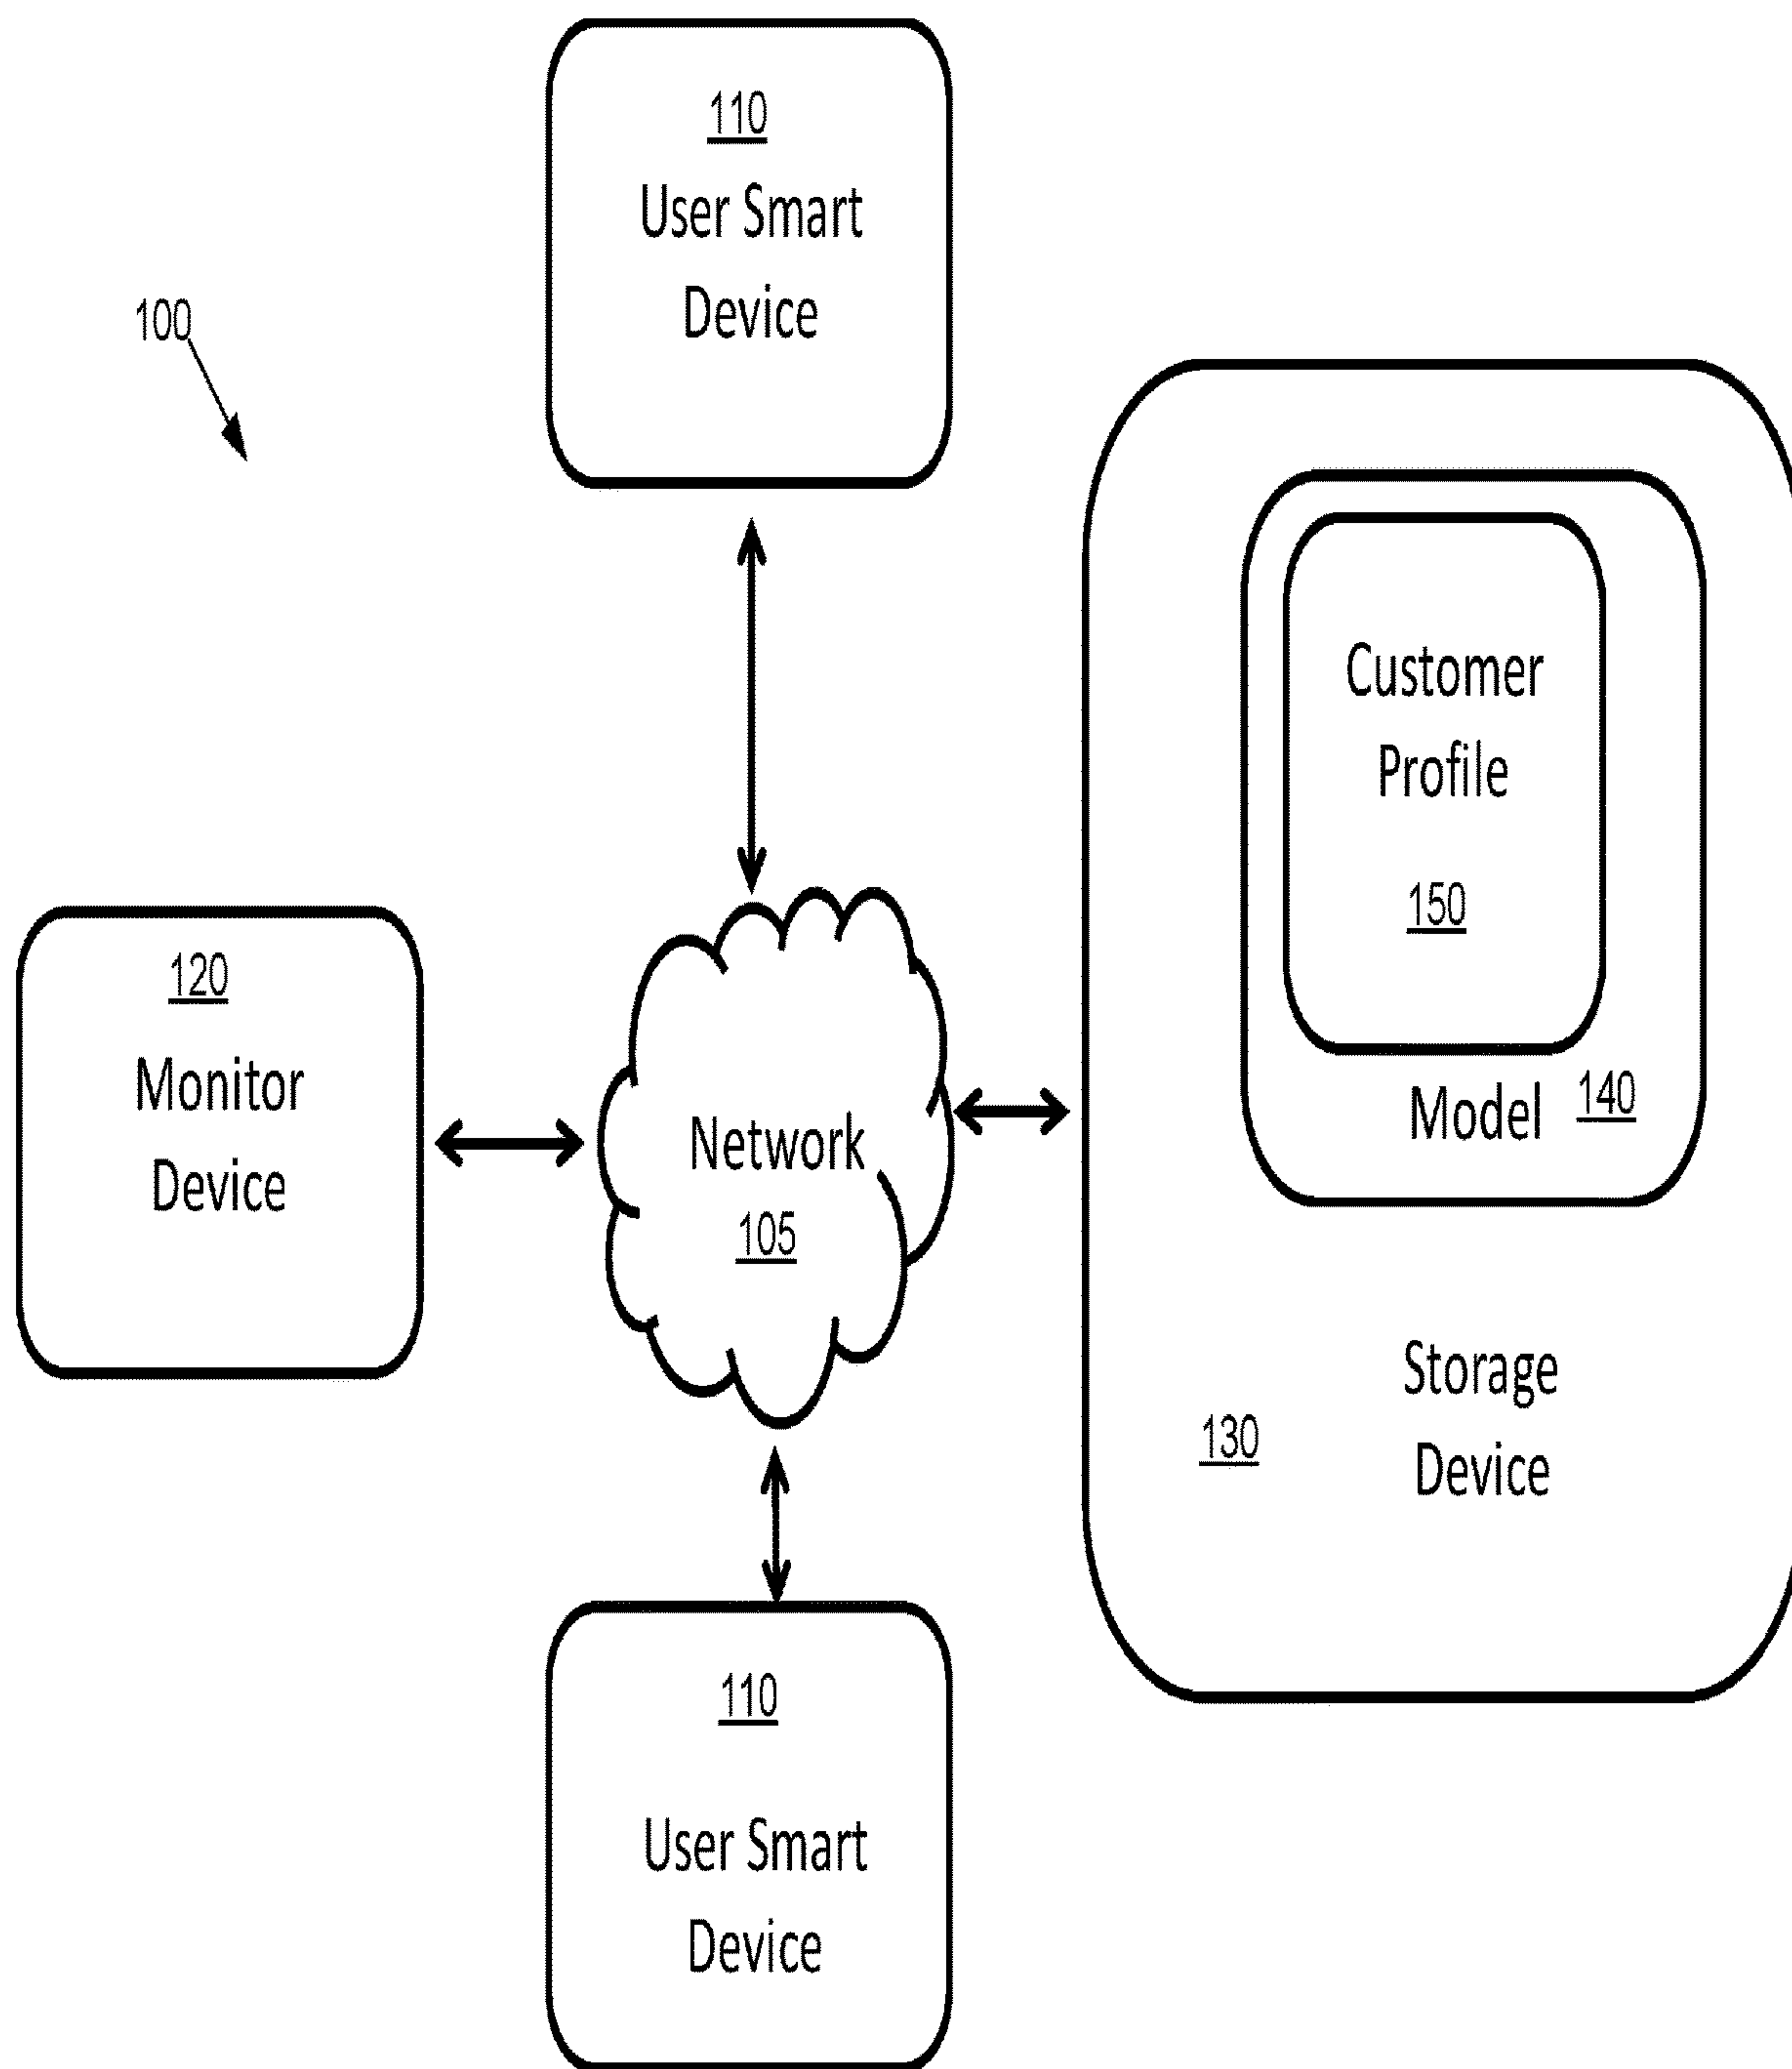 110
User Smart
Device
100
Customer
Profile
150
Model 140
120
Monitor
Device
Network
105
Storage
Device
130
110
User Smart
Device